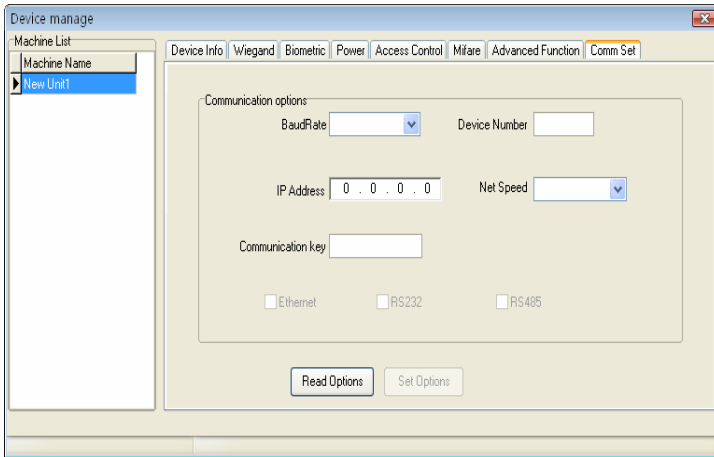 Device manage
Machine List
Machine Name
New Unit1
Device Info Wiegand Biometric Power Access Control Mifare Advanced Function Comm Set
Communication options
BaudRate Device Number
IP Address 0 . 0 . 0 . 0 Net Speed
Communication key
Ethernet RS232 RS485
Read Options Set Options